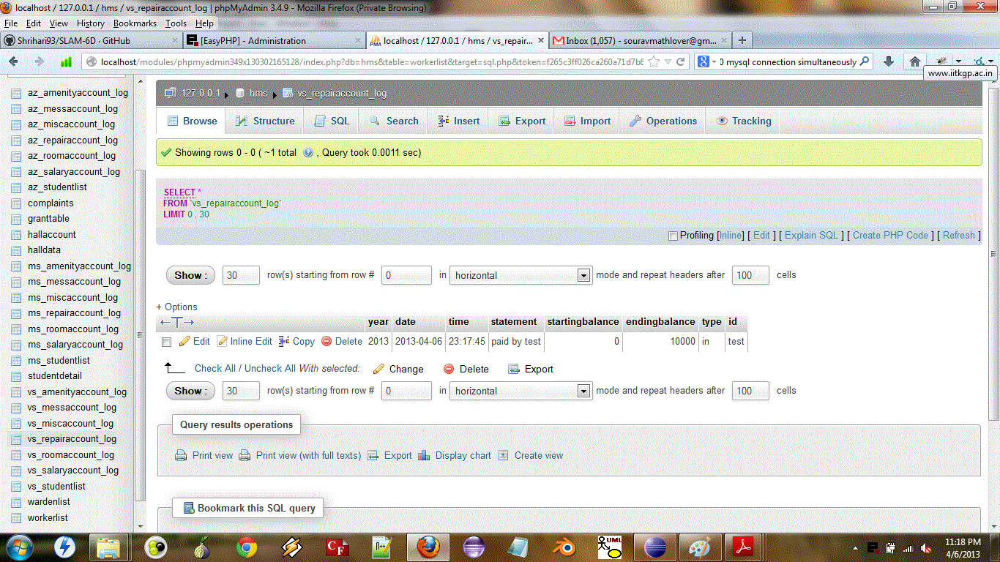 localhost / 127.0.0.1 / hms / vs_repairaccount_log | phpMyAdmin 3.4.9 - Mozilla Firefox (Private Browsing)
File Edit View History Bookmarks Tools Help
Shrihari93/SLAM-6D · GitHub
[EasyPHP] - Administration
localhost / 127.0.0.1 / hms / vs_repair...
Inbox (1,057) - souravmathlover@gm...
localhost/modules/phpmyadmin349x130302165128/index.php?db=hms&table=workerlist&target=sql.php&token=f265c3ff026ca260a71d7b6
0 mysql connection simultaneously
www.iitkgp.ac.in
az_amenityaccount_log
az_messaccount_log
az_miscaccount_log
az_repairaccount_log
az_roomaccount_log
az_salaryaccount_log
az_studentlist
complaints
granttable
hallaccount
halldata
ms_amenityaccount_log
ms_messaccount_log
ms_miscaccount_log
ms_repairaccount_log
ms_roomaccount_log
ms_salaryaccount_log
ms_studentlist
studentdetail
vs_amenityaccount_log
vs_messaccount_log
vs_miscaccount_log
vs_repairaccount_log
vs_roomaccount_log
vs_salaryaccount_log
vs_studentlist
wardenlist
workerlist
127.0.0.1 hms vs_repairaccount_log
Browse Structure SQL Search Insert Export Import Operations Tracking
Showing rows 0 - 0 ( ~1 total , Query took 0.0011 sec)
SELECT *
FROM `vs_repairaccount_log`
LIMIT 0 , 30
Profiling [Inline] [ Edit ] [ Explain SQL ] [ Create PHP Code ] [ Refresh ]
Show : 30 row(s) starting from row # 0 in horizontal mode and repeat headers after 100 cells
+ Options
year date time statement startingbalance endingbalance type id
Edit Inline Edit Copy Delete 2013 2013-04-06 23:17:45 paid by test 0 10000 in test
Check All / Uncheck All With selected: Change Delete Export
Show : 30 row(s) starting from row # 0 in horizontal mode and repeat headers after 100 cells
Query results operations
Print view Print view (with full texts) Export Display chart Create view
Bookmark this SQL query
CF
UML
11:18 PM
4/6/2013